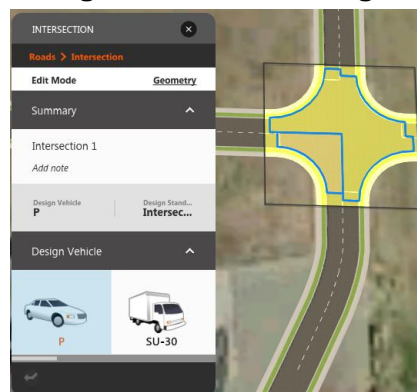 INTERSECTION
Roads > Intersection
Edit Mode Geometry
Summary
Intersection 1
Add note
Design Vehicle Design Stand...
P Intersec...
Design Vehicle
P SU-30